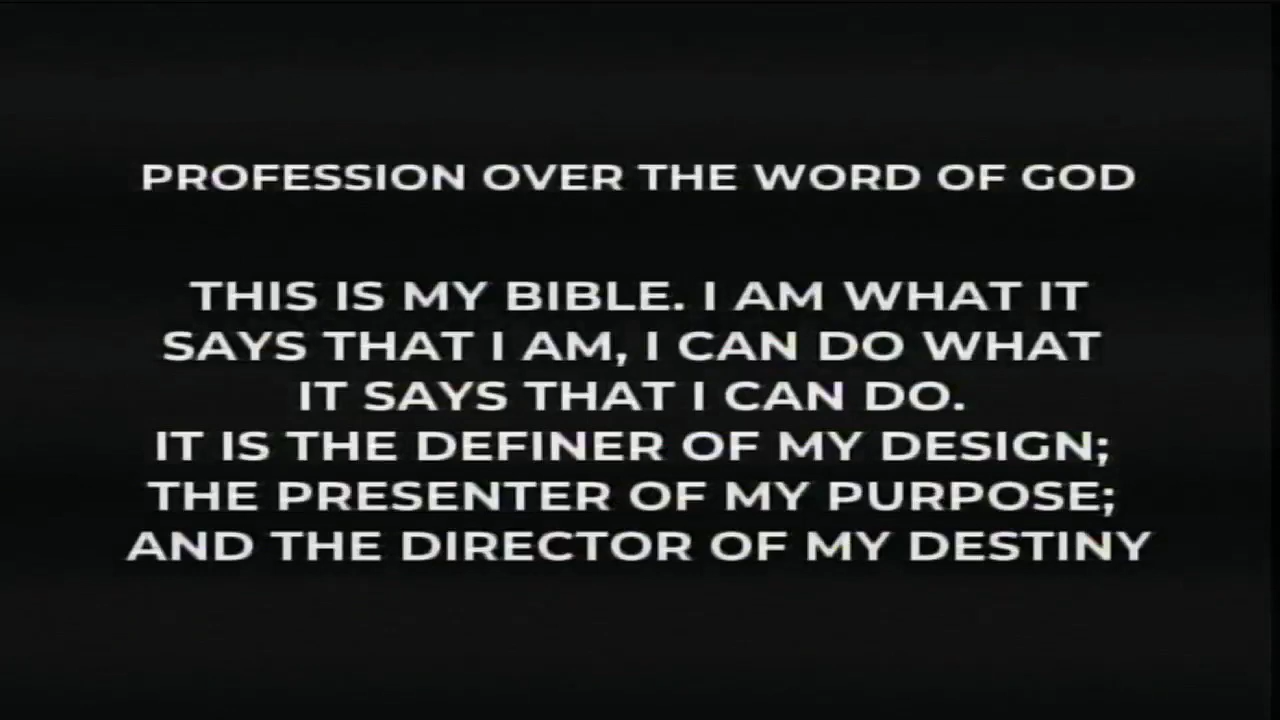 PROFESSION OVER THE WORD OF GOD
THIS IS MY BIBLE. I AM WHAT IT
SAYS THAT I AM, I CAN DO WHAT
IT SAYS THAT I CAN DO.
IT IS THE DEFINER OF MY DESIGN;
THE PRESENTER OF MY PURPOSE;
AND THE DIRECTOR OF MY DESTINY